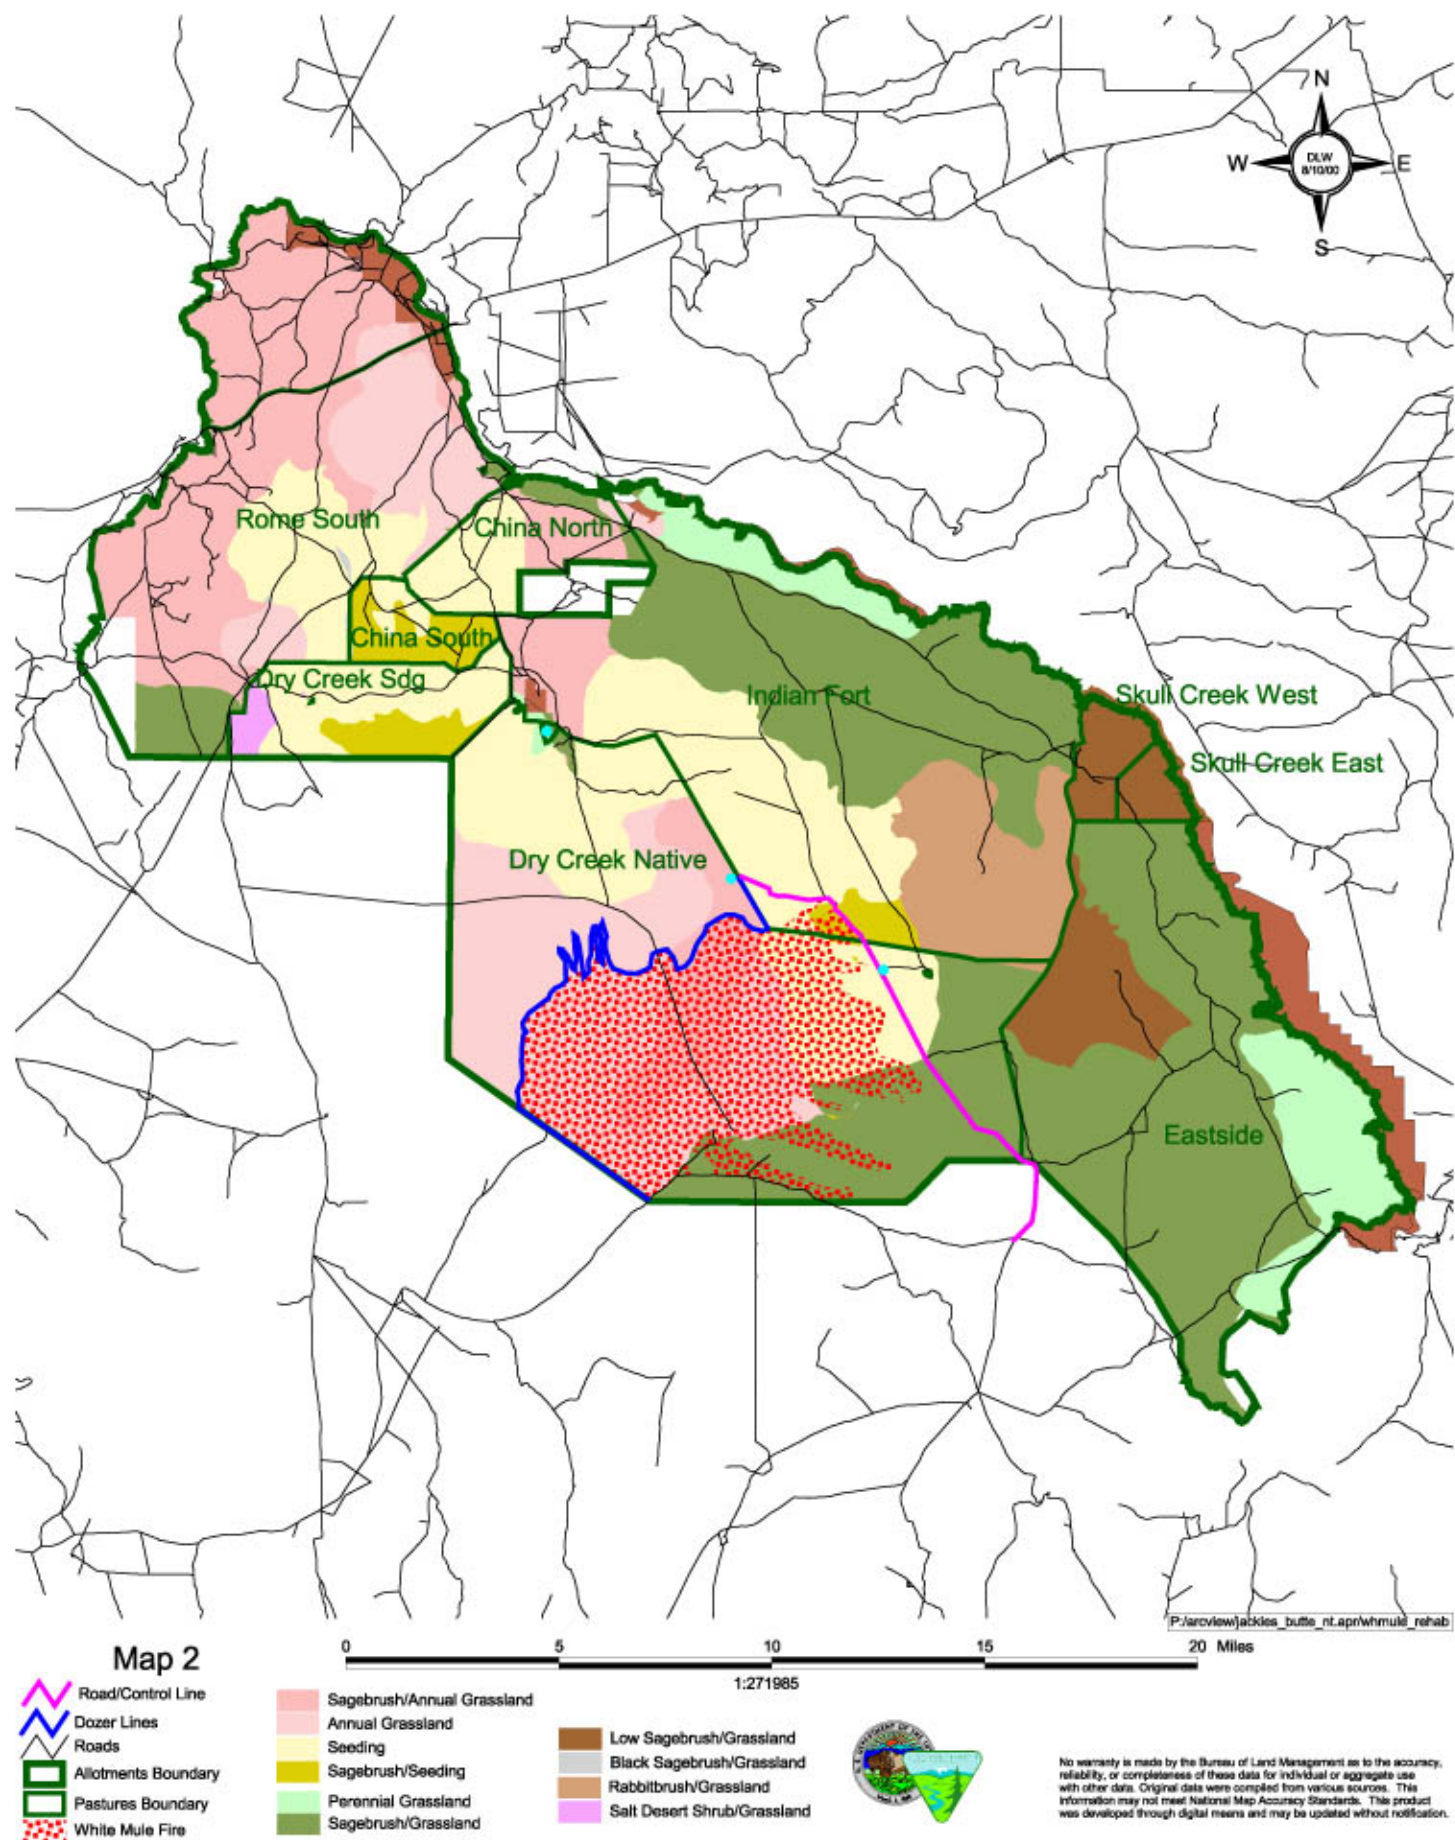 N
W
DLW
8/10/00
E
S
Rome South
China North
China South
Dry Creek Sdg
Indian Fort
Skull Creek West
Skull Creek East
Dry Creek Native
Eastside
P:/arcview/jackies_butte_nt.apr/whmule_rehab
Map 2
0 5 10 15 20 Miles
1:271985
Road/Control Line
Dozer Lines
Roads
Allotments Boundary
Pastures Boundary
White Mule Fire
Sagebrush/Annual Grassland
Annual Grassland
Seeding
Sagebrush/Seeding
Perennial Grassland
Sagebrush/Grassland
Low Sagebrush/Grassland
Black Sagebrush/Grassland
Rabbitbrush/Grassland
Salt Desert Shrub/Grassland
No warranty is made by the Bureau of Land Management as to the accuracy,
reliability, or completeness of these data for individual or aggregate use
with other data. Original data were compiled from various sources. This
information may not meet National Map Accuracy Standards. This product
was developed through digital means and may be updated without notification.